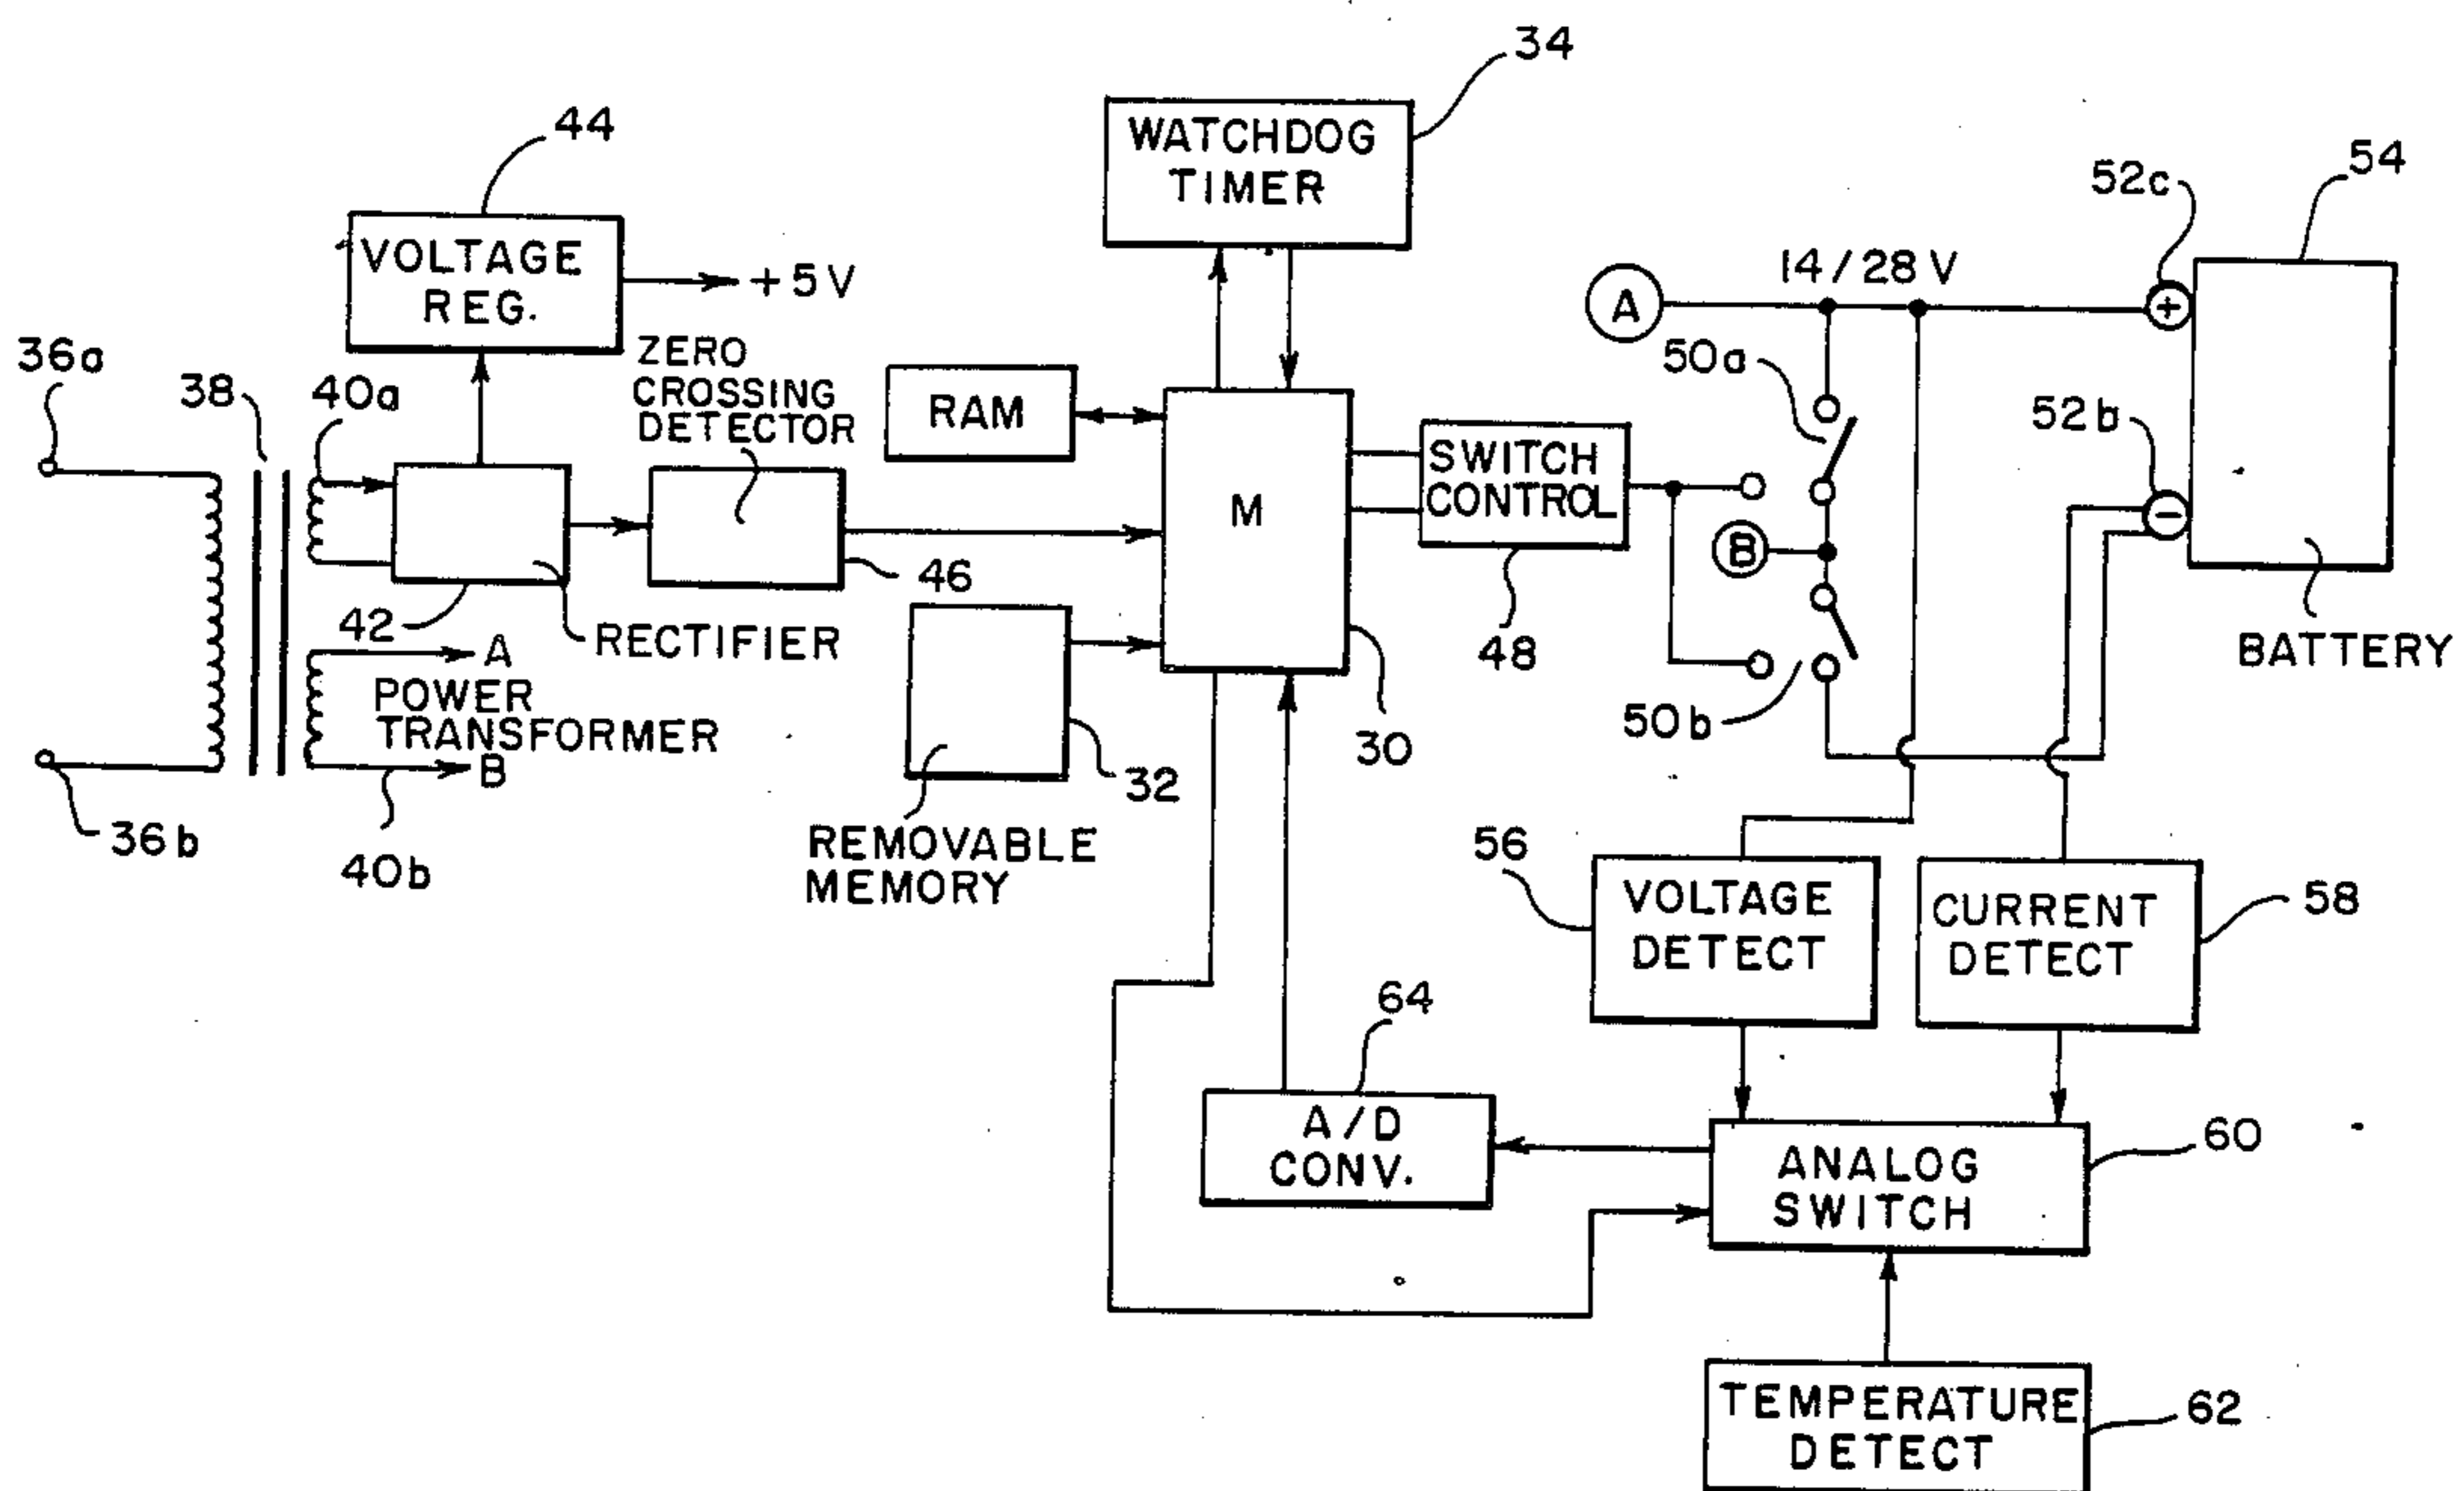 34
WATCHDOG
TIMER
44
VOLTAGE
REG.
+5V
52c
54
14/28 V
A
+
50a
36a
38
40a
ZERO
CROSSING
DETECTOR
RAM
52b
M
SWITCH
CONTROL
B
−
46
42
RECTIFIER
48
BATTERY
A
POWER
TRANSFORMER
B
50b
30
32
36b
40b
REMOVABLE
MEMORY
56
VOLTAGE
DETECT
CURRENT
DETECT
58
64
A/D
CONV.
ANALOG
SWITCH
60
TEMPERATURE
DETECT
62